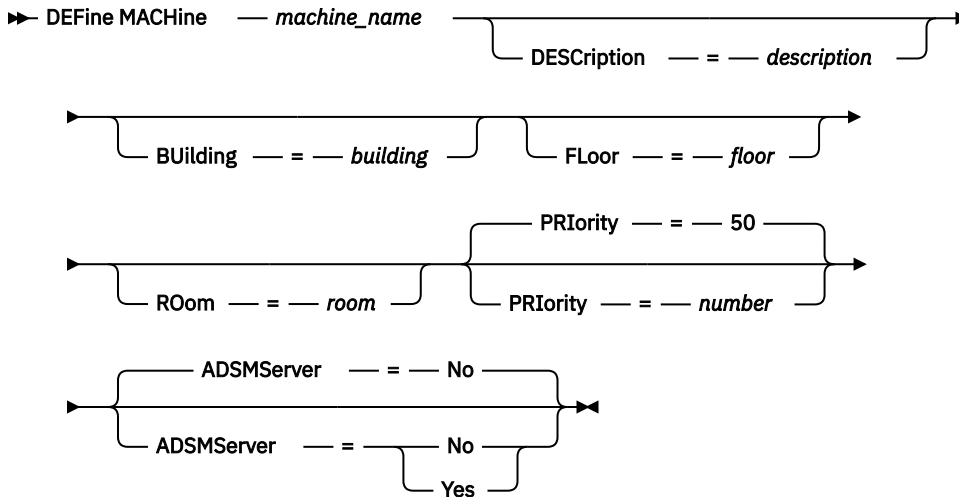 DEFine MACHine machine_name
DESCription = description
BUilding = building FLoor = floor
PRIority = 50
ROom = room PRIority = number
ADSMServer = No
ADSMServer = No
Yes